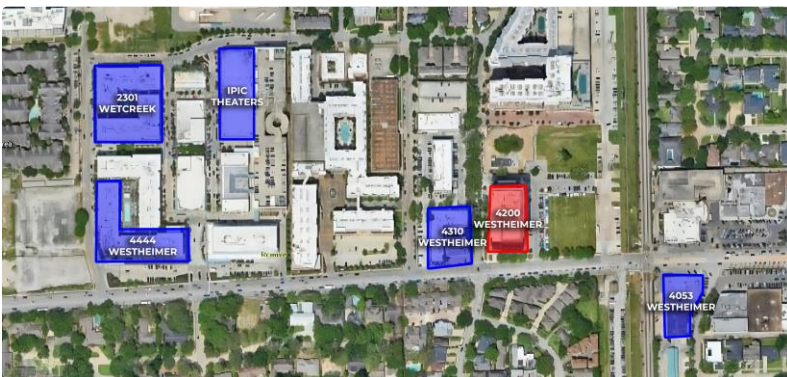 2301
WETCREEK
IPIC
THEATERS
4444
WESTHEIMER
4310
WESTHEIMER
4200
WESTHEIMER
4053
WESTHEIMER